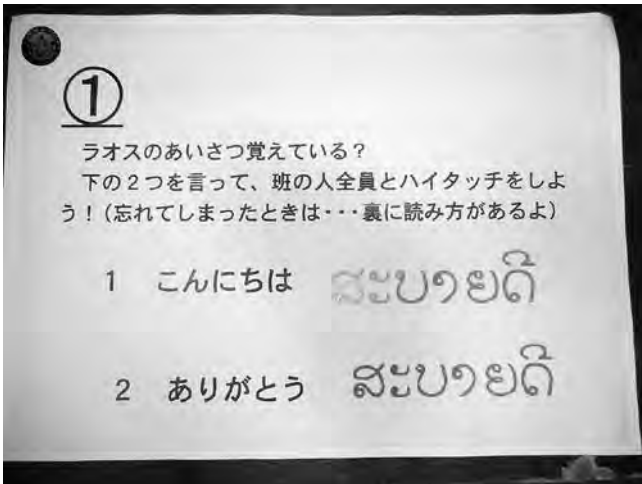 ①
ラオスのあいさつ覚えている？
下の２つを言って、班の人全員とハイタッチをしよ
う！（忘れてしまったときは・・・裏に読み方があるよ）
1 こんにちは ສະບາຍດີ
2 ありがとう ສະບາຍດີ